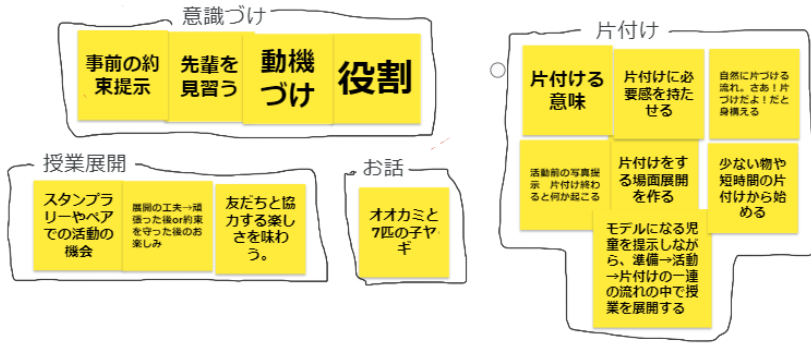 意識づけ
事前の約
束提示
先輩を
見習う
動機
づけ
役割
授業展開
スタンプラ
リーやペア
での活動の
機会
展開の工夫→頑
張った後or約束
を守った後のお
楽しみ
友だちと協
力する楽し
さを味わ
う。
お話
オオカミと
7匹の子ヤ
ギ
片付け
片付ける
意味
片付けに必
要感を持た
せる
自然に片づける
流れ。さあ！片
づけだよ！だと
身構える
活動前の写真提
示　片付け終わ
ると何か起こる
片付けをす
る場面展開
を作る
少ない物や
短時間の片
付けから始
める
モデルになる児
童を提示しなが
ら、準備→活動
→片付けの一連
の流れの中で授
業を展開する